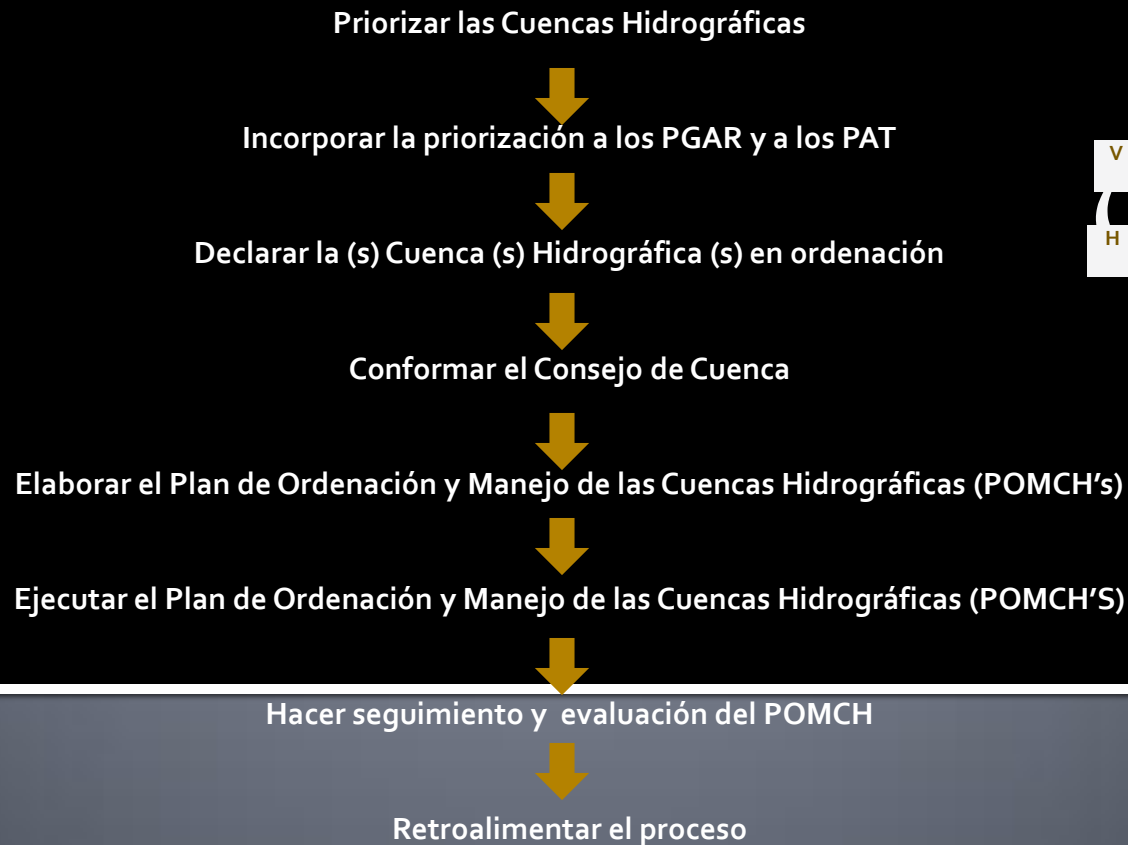 Priorizar las Cuencas Hidrográficas
Incorporar la priorización a los PGAR y a los PAT
V
Declarar la (s) Cuenca (s) Hidrográfica (s) en ordenación
H
Conformar el Consejo de Cuenca
Elaborar el Plan de Ordenación y Manejo de las Cuencas Hidrográficas (POMCH's)
Ejecutar el Plan de Ordenación y Manejo de las Cuencas Hidrográficas (POMCH'S)
Hacer seguimiento y evaluación del POMCH
Retroalimentar el proceso